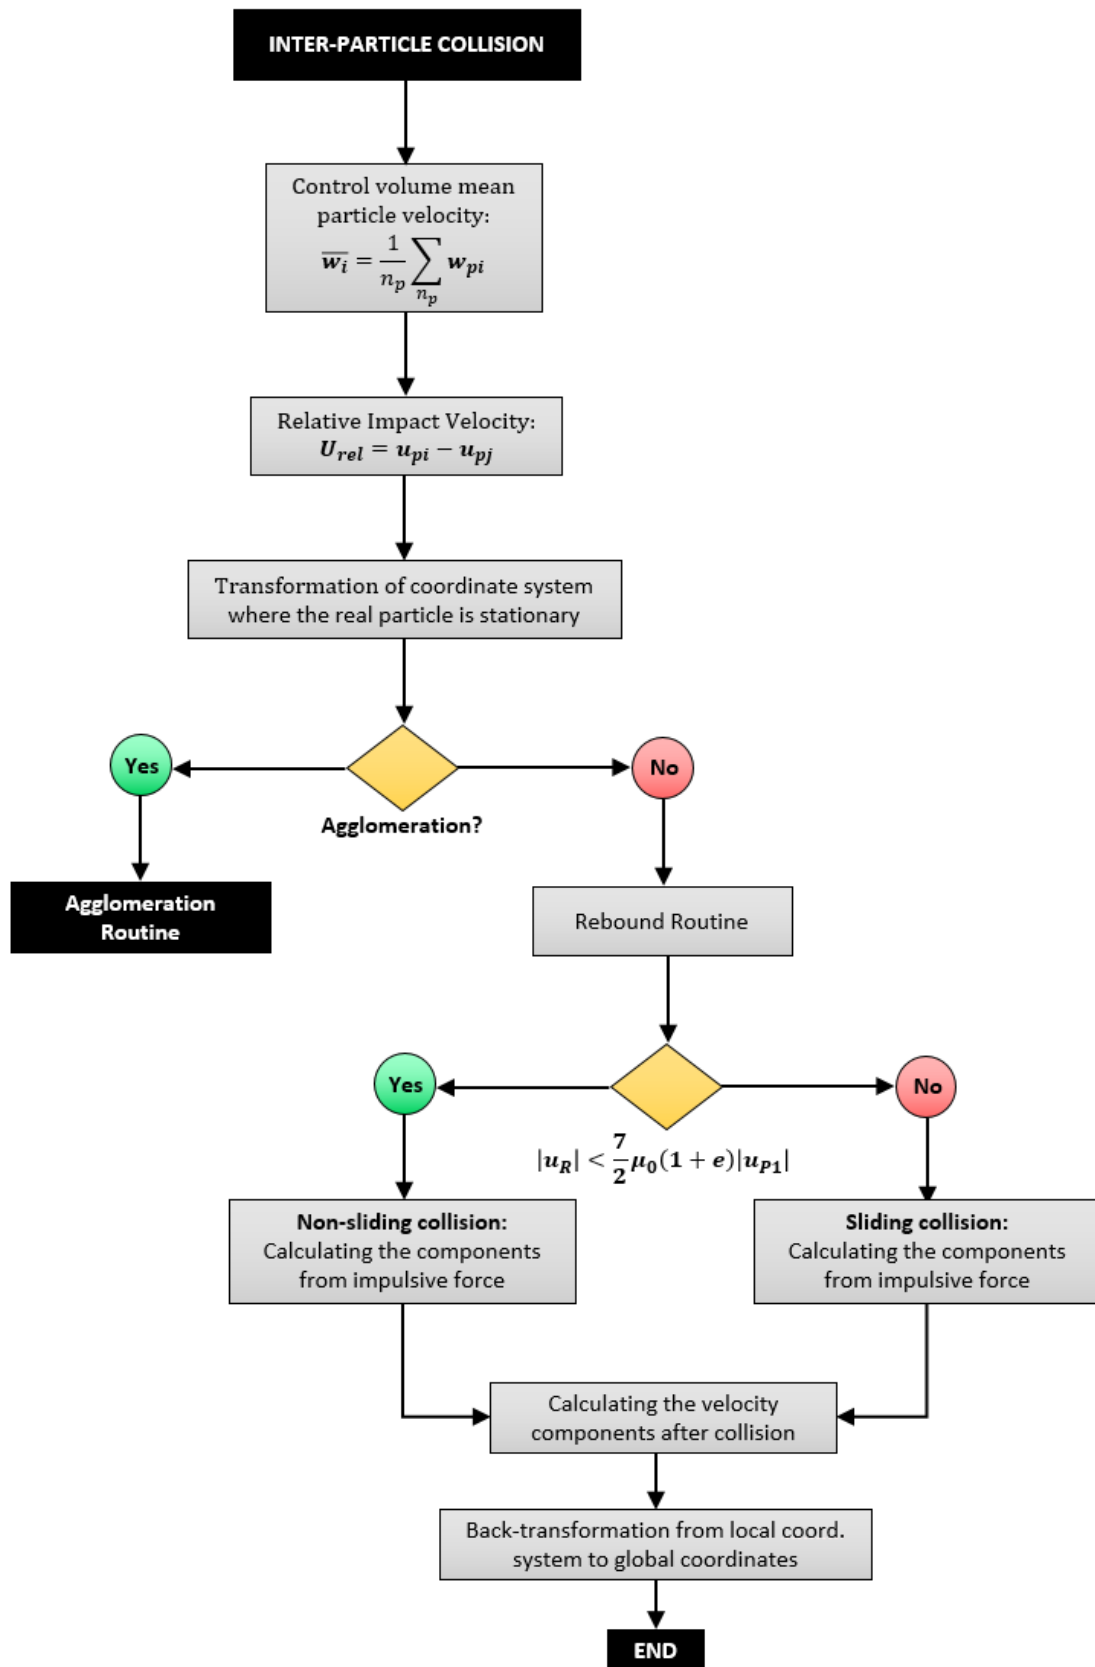 INTER-PARTICLE COLLISION
Control volume mean
particle velocity:
$\overline{w_i} = \frac{1}{n_p} \sum_{n_p} w_{pi}$
Relative Impact Velocity:
$U_{rel} = u_{pi} - u_{pj}$
Transformation of coordinate system
where the real particle is stationary
Yes
No
Agglomeration?
Agglomeration
Routine
Rebound Routine
Yes
No
$|u_R| < \frac{7}{2} \mu_0 (1 + e) |u_{P1}|$
Non-sliding collision:
Calculating the components
from impulsive force
Sliding collision:
Calculating the components
from impulsive force
Calculating the velocity
components after collision
Back-transformation from local coord.
system to global coordinates
END